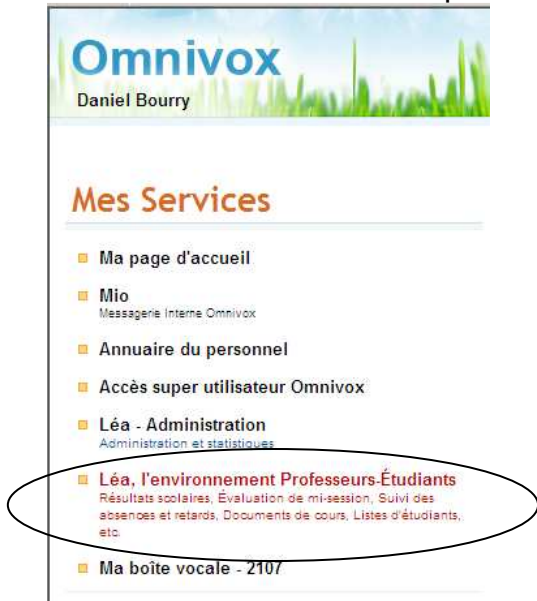 Omnivox
Daniel Bourry
Mes Services
Ma page d'accueil
Mio
Messagerie Interne Omnivox
Annuaire du personnel
Accès super utilisateur Omnivox
Léa - Administration
Administration et statistiques
Léa, l'environnement Professeurs-Étudiants
Résultats scolaires, Évaluation de mi-session, Suivi des
absences et retards, Documents de cours, Listes d'étudiants,
etc.
Ma boîte vocale - 2107